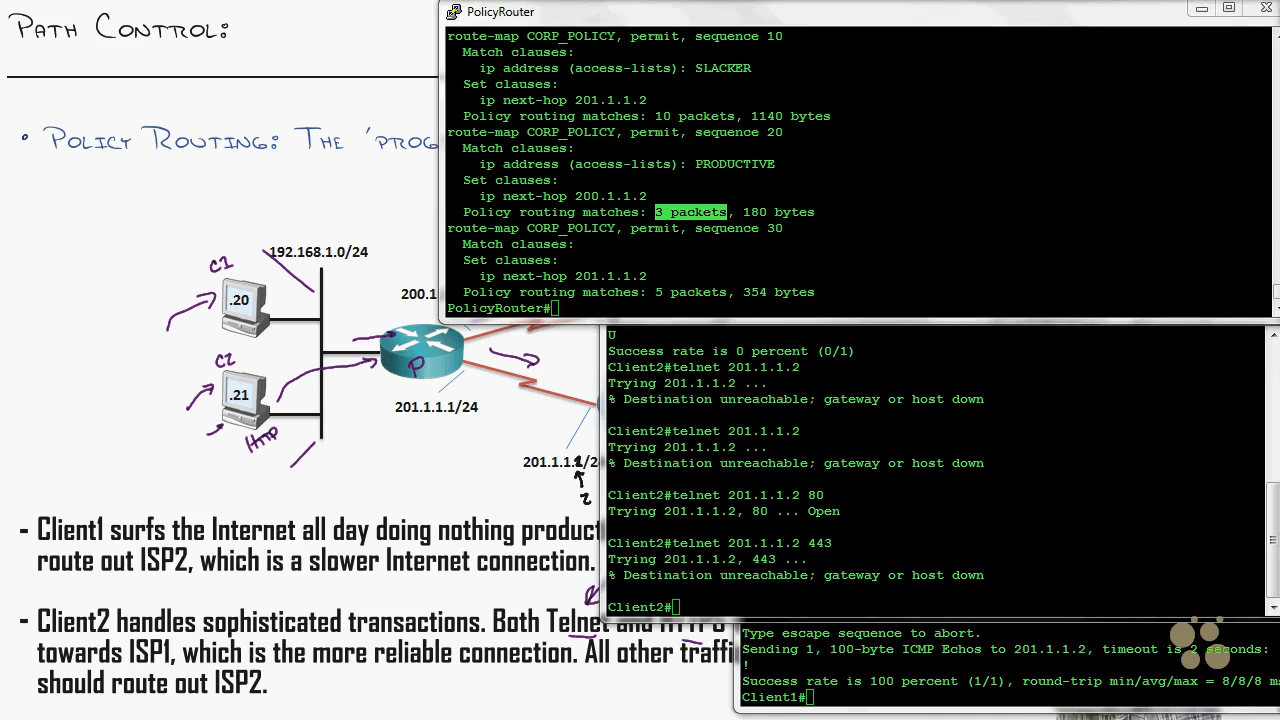 Path Control:
• Policy Routing: The 'prog
192.168.1.0/24
C1
.20
200.1
C2
.21
P
HTTP
201.1.1.1/24
2
- Client1 surfs the Internet all day doing nothing product
route out ISP2, which is a slower Internet connection.
- Client2 handles sophisticated transactions. Both Telnet and
towards ISP1, which is the more reliable connection. All other traffi
should route out ISP2.
PolicyRouter
route-map CORP_POLICY, permit, sequence 10
Match clauses:
ip address (access-lists): SLACKER
Set clauses:
ip next-hop 201.1.1.2
Policy routing matches: 10 packets, 1140 bytes
route-map CORP_POLICY, permit, sequence 20
Match clauses:
ip address (access-lists): PRODUCTIVE
Set clauses:
ip next-hop 200.1.1.2
Policy routing matches: 3 packets, 180 bytes
route-map CORP_POLICY, permit, sequence 30
Match clauses:
Set clauses:
ip next-hop 201.1.1.2
Policy routing matches: 5 packets, 354 bytes
PolicyRouter#
U
Success rate is 0 percent (0/1)
Client2#telnet 201.1.1.2
Trying 201.1.1.2 ...
% Destination unreachable; gateway or host down
Client2#telnet 201.1.1.2
Trying 201.1.1.2 ...
% Destination unreachable; gateway or host down
Client2#telnet 201.1.1.2 80
Trying 201.1.1.2, 80 ... Open
Client2#telnet 201.1.1.2 443
Trying 201.1.1.2, 443 ...
% Destination unreachable; gateway or host down
Client2#
Type escape sequence to abort.
Sending 1, 100-byte ICMP Echos to 201.1.1.2, timeout is 2 seconds:
!
Success rate is 100 percent (1/1), round-trip min/avg/max = 8/8/8 m
Client1#